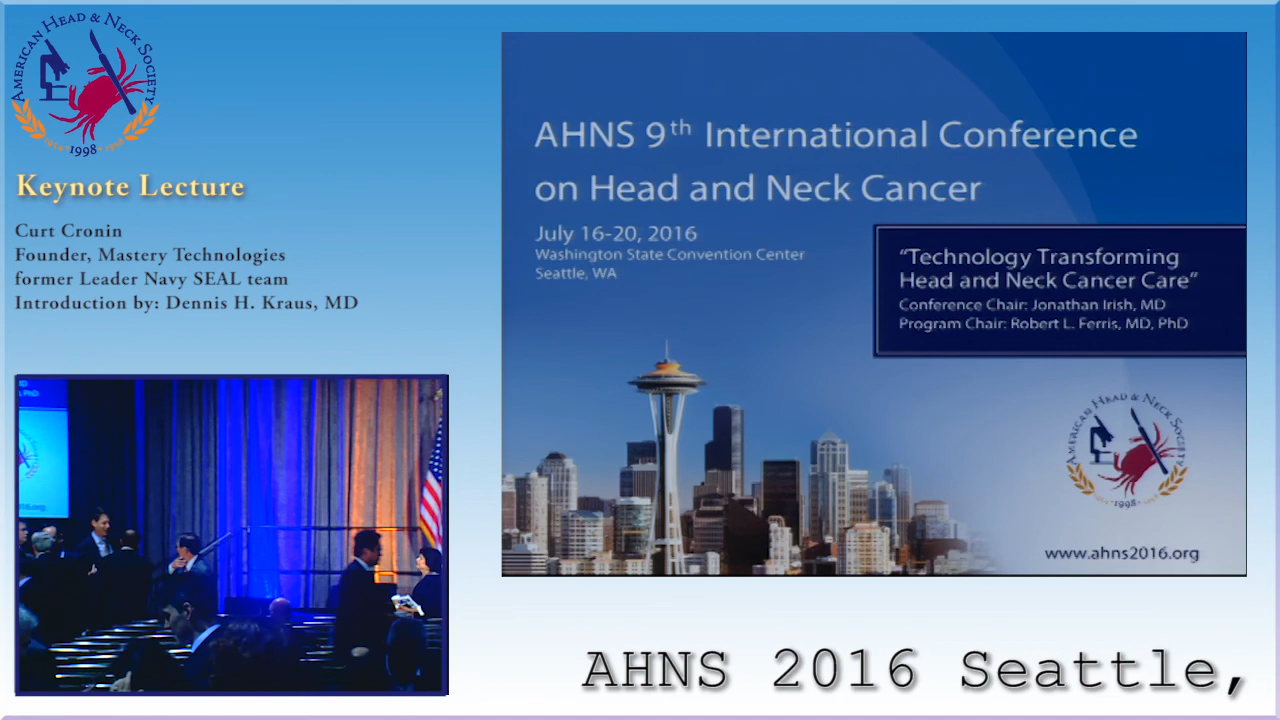 AMERICAN HEAD & NECK SOCIETY
1998
Keynote Lecture
Curt Cronin
Founder, Mastery Technologies
former Leader Navy SEAL team
Introduction by: Dennis H. Kraus, MD
AHNS 9th International Conference
on Head and Neck Cancer
July 16-20, 2016
Washington State Convention Center
Seattle, WA
"Technology Transforming
Head and Neck Cancer Care"
Conference Chair: Jonathan Irish, MD
Program Chair: Robert L. Ferris, MD, PhD
AMERICAN HEAD & NECK SOCIETY
1998
www.ahns2016.org
PhD
AHNS 2016 Seattle,